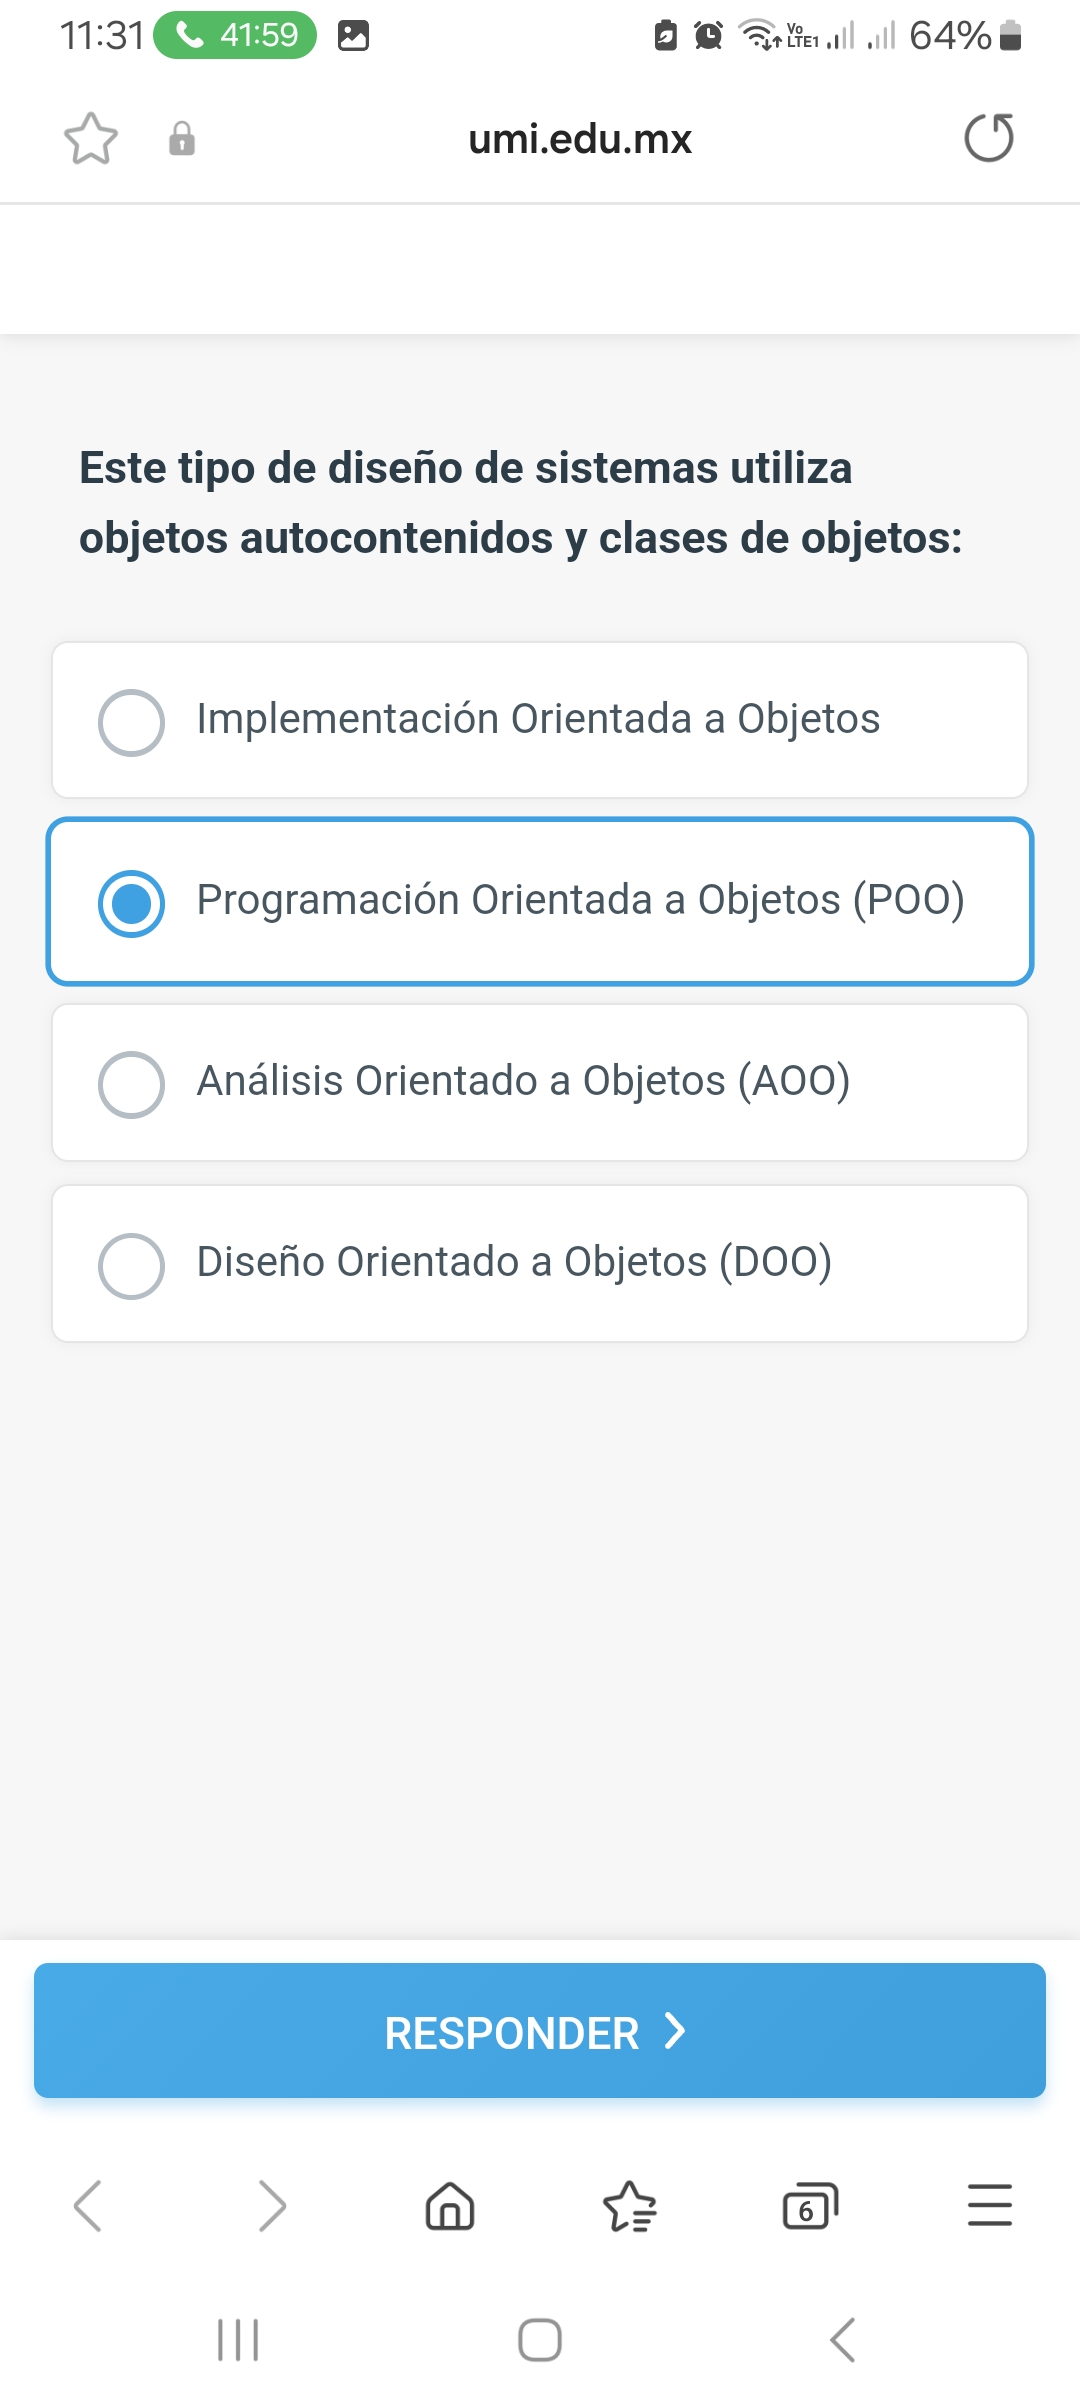 11:31 41:59 Vo LTE1 64%
umi.edu.mx
Este tipo de diseño de sistemas utiliza
objetos autocontenidos y clases de objetos:
Implementación Orientada a Objetos
Programación Orientada a Objetos (POO)
Análisis Orientado a Objetos (AOO)
Diseño Orientado a Objetos (DOO)
RESPONDER
6